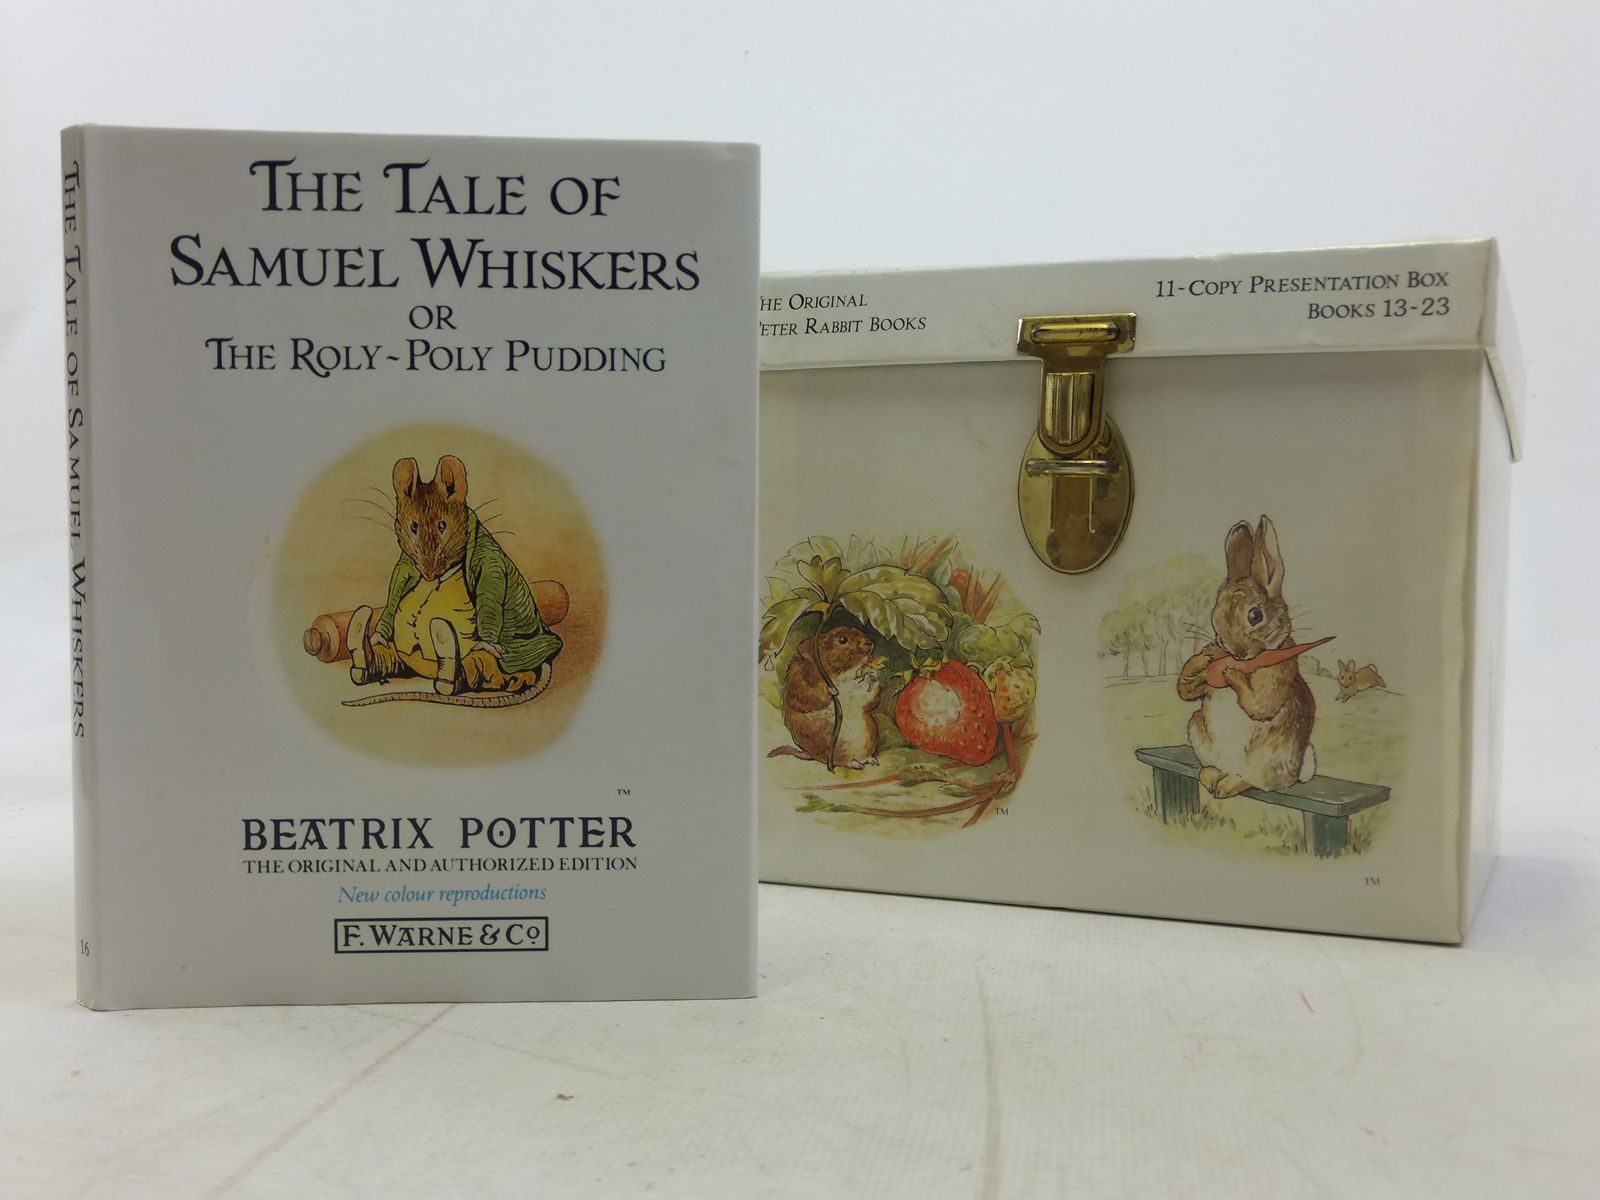 THE TALE OF SAMUEL WHISKERS
16
THE TALE OF
SAMUEL WHISKERS
OR
THE ROLY~POLY PUDDING
TM
BEATRIX POTTER
THE ORIGINAL AND AUTHORIZED EDITION
New colour reproductions
F. WARNE & Co
THE ORIGINAL
PETER RABBIT BOOKS
11~COPY PRESENTATION BOX
BOOKS 13~23
TM
TM